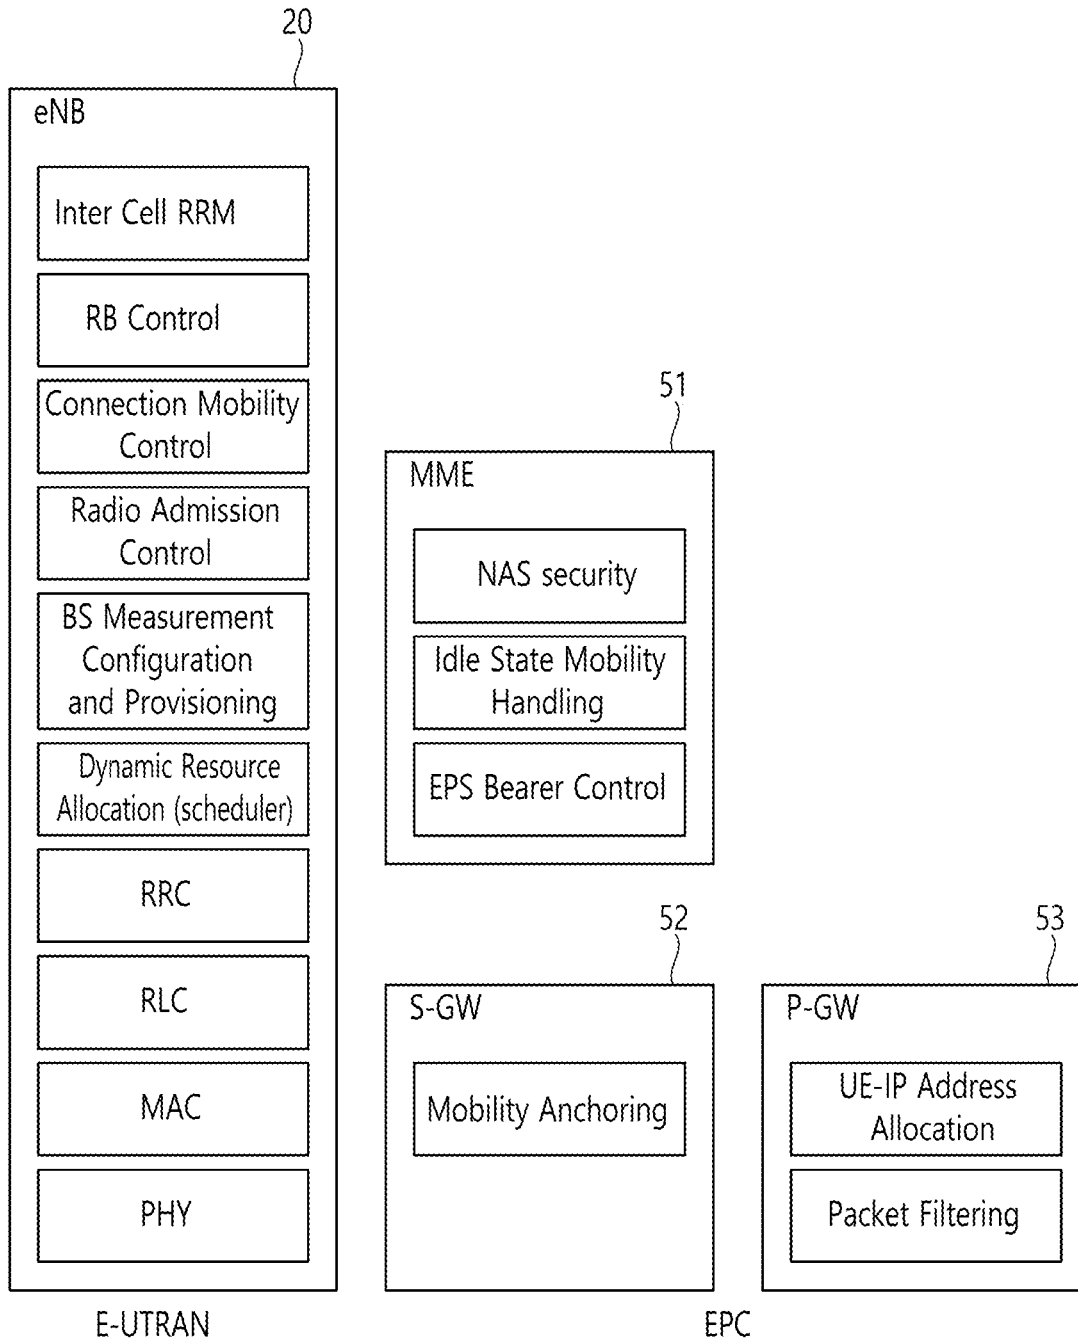 20
eNB
Inter Cell RRM
RB Control
Connection Mobility
Control
Radio Admission
Control
BS Measurement
Configuration
and Provisioning
Dynamic Resource
Allocation (scheduler)
RRC
RLC
MAC
PHY
E-UTRAN
51
MME
NAS security
Idle State Mobility
Handling
EPS Bearer Control
52
S-GW
Mobility Anchoring
53
P-GW
UE-IP Address
Allocation
Packet Filtering
EPC